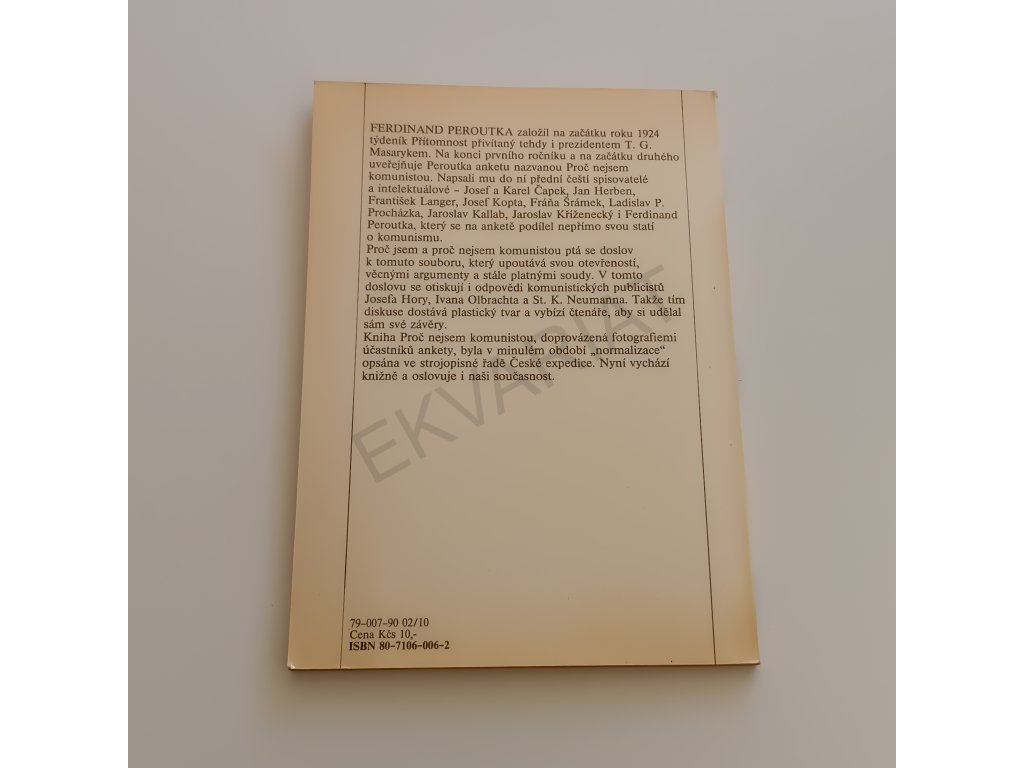 FERDINAND PEROUTKA založil na začátku roku 1924
týdeník Přítomnost přivítaný tehdy i prezidentem T. G.
Masarykem. Na konci prvního ročníku a na začátku druhého
uveřejňuje Peroutka anketu nazvanou Proč nejsem
komunistou. Napsali mu do ní přední čeští spisovatelé
a intelektuálové – Josef a Karel Čapek, Jan Herben,
František Langer, Josef Kopta, Fráňa Šrámek, Ladislav P.
Procházka, Jaroslav Kallab, Jaroslav Kříženecký i Ferdinand
Peroutka, který se na anketě podílel nepřímo svou statí
o komunismu.
Proč jsem a proč nejsem komunistou ptá se doslov
k tomuto souboru, který upoutává svou otevřeností,
věcnými argumenty a stále platnými soudy. V tomto
doslovu se otiskují i odpovědi komunistických publicistů
Josefa Hory, Ivana Olbrachta a St. K. Neumanna. Takže tím
diskuse dostává plastický tvar a vybízí čtenáře, aby si udělal
sám své závěry.
Kniha Proč nejsem komunistou, doprovázená fotografiemi
účastníků ankety, byla v minulém období „normalizace“
opsána ve strojopisné řadě České expedice. Nyní vychází
knižně a oslovuje i naši současnost.
EKVARIAT
79-007-90 02/10
Cena Kčs 10,-
ISBN 80-7106-006-2